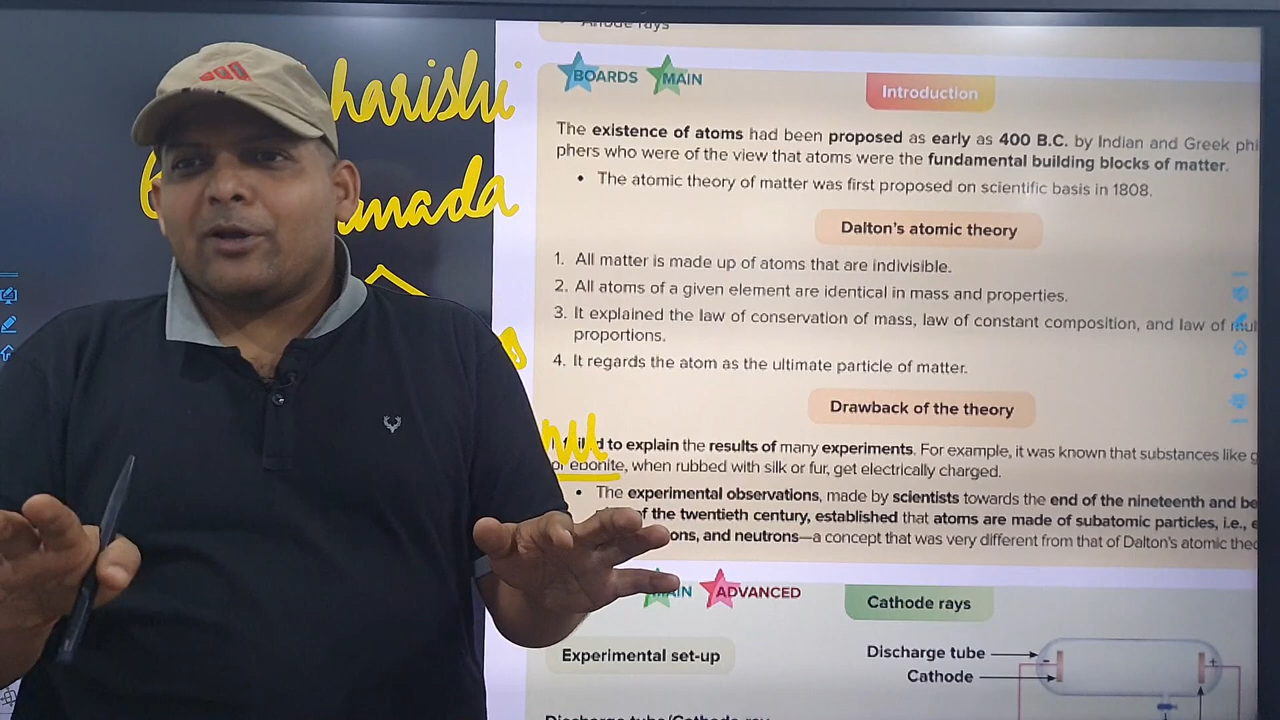 Anode rays
BOARDS MAIN
Introduction
The existence of atoms had been proposed as early as 400 B.C. by Indian and Greek phi
phers who were of the view that atoms were the fundamental building blocks of matter.
• The atomic theory of matter was first proposed on scientific basis in 1808.
Dalton's atomic theory
1. All matter is made up of atoms that are indivisible.
2. All atoms of a given element are identical in mass and properties.
3. It explained the law of conservation of mass, law of constant composition, and law of mul
proportions.
4. It regards the atom as the ultimate particle of matter.
Drawback of the theory
to explain the results of many experiments. For example, it was known that substances like g
or ebonite, when rubbed with silk or fur, get electrically charged.
• The experimental observations, made by scientists towards the end of the nineteenth and be
of the twentieth century, established that atoms are made of subatomic particles, i.e., e
ons, and neutrons—a concept that was very different from that of Dalton's atomic theo
MAIN ADVANCED
Cathode rays
Experimental set-up
Discharge tube
Cathode
- +
harishi
nada